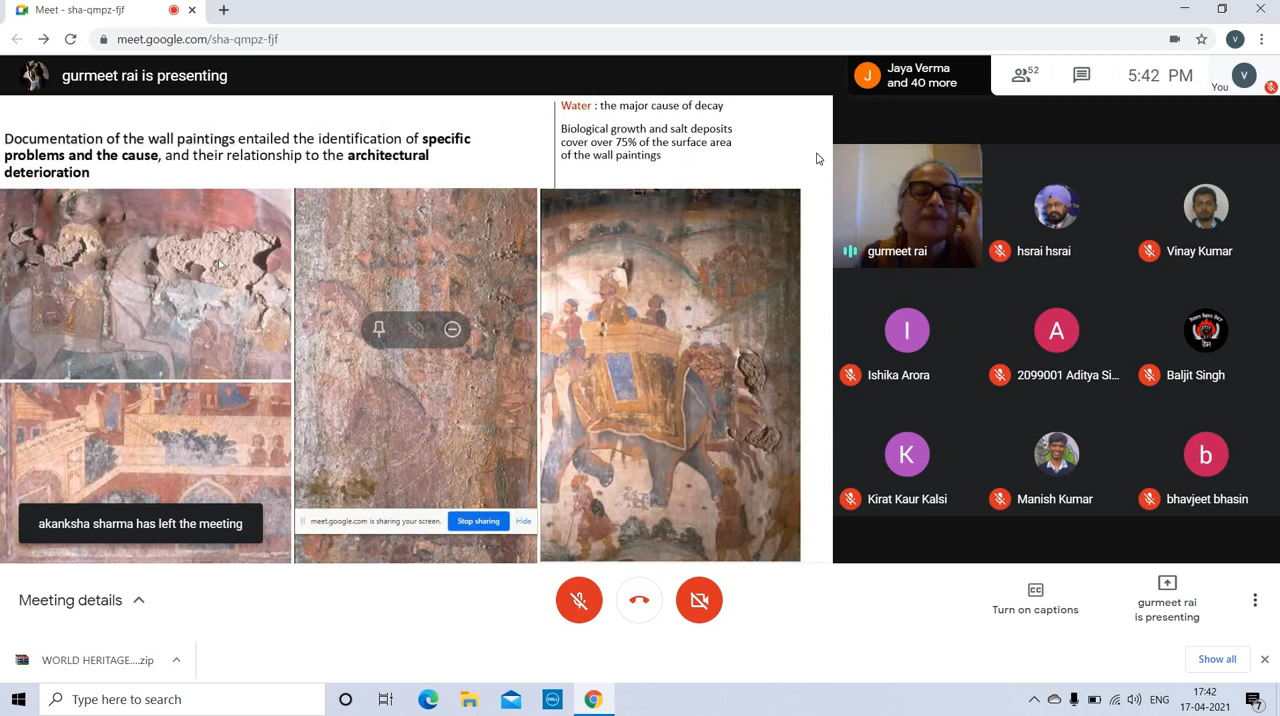 Meet - sha-qmpz-fjf
meet.google.com/sha-qmpz-fjf
gurmeet rai is presenting
J
Jaya Verma
and 40 more
52
5:42 PM
You
V
V
Documentation of the wall paintings entailed the identification of specific
problems and the cause, and their relationship to the architectural
deterioration
Water : the major cause of decay
Biological growth and salt deposits
cover over 75% of the surface area
of the wall paintings
gurmeet rai
hsrai hsrai
Vinay Kumar
I
Ishika Arora
A
2099001 Aditya Si...
Baljit Singh
K
Kirat Kaur Kalsi
Manish Kumar
b
bhavjeet bhasin
akanksha sharma has left the meeting
meet.google.com is sharing your screen.
Stop sharing
Hide
Meeting details
CC
Turn on captions
gurmeet rai
is presenting
WORLD HERITAGE....zip
Show all
Type here to search
DELL
ENG
17:42
17-04-2021
7